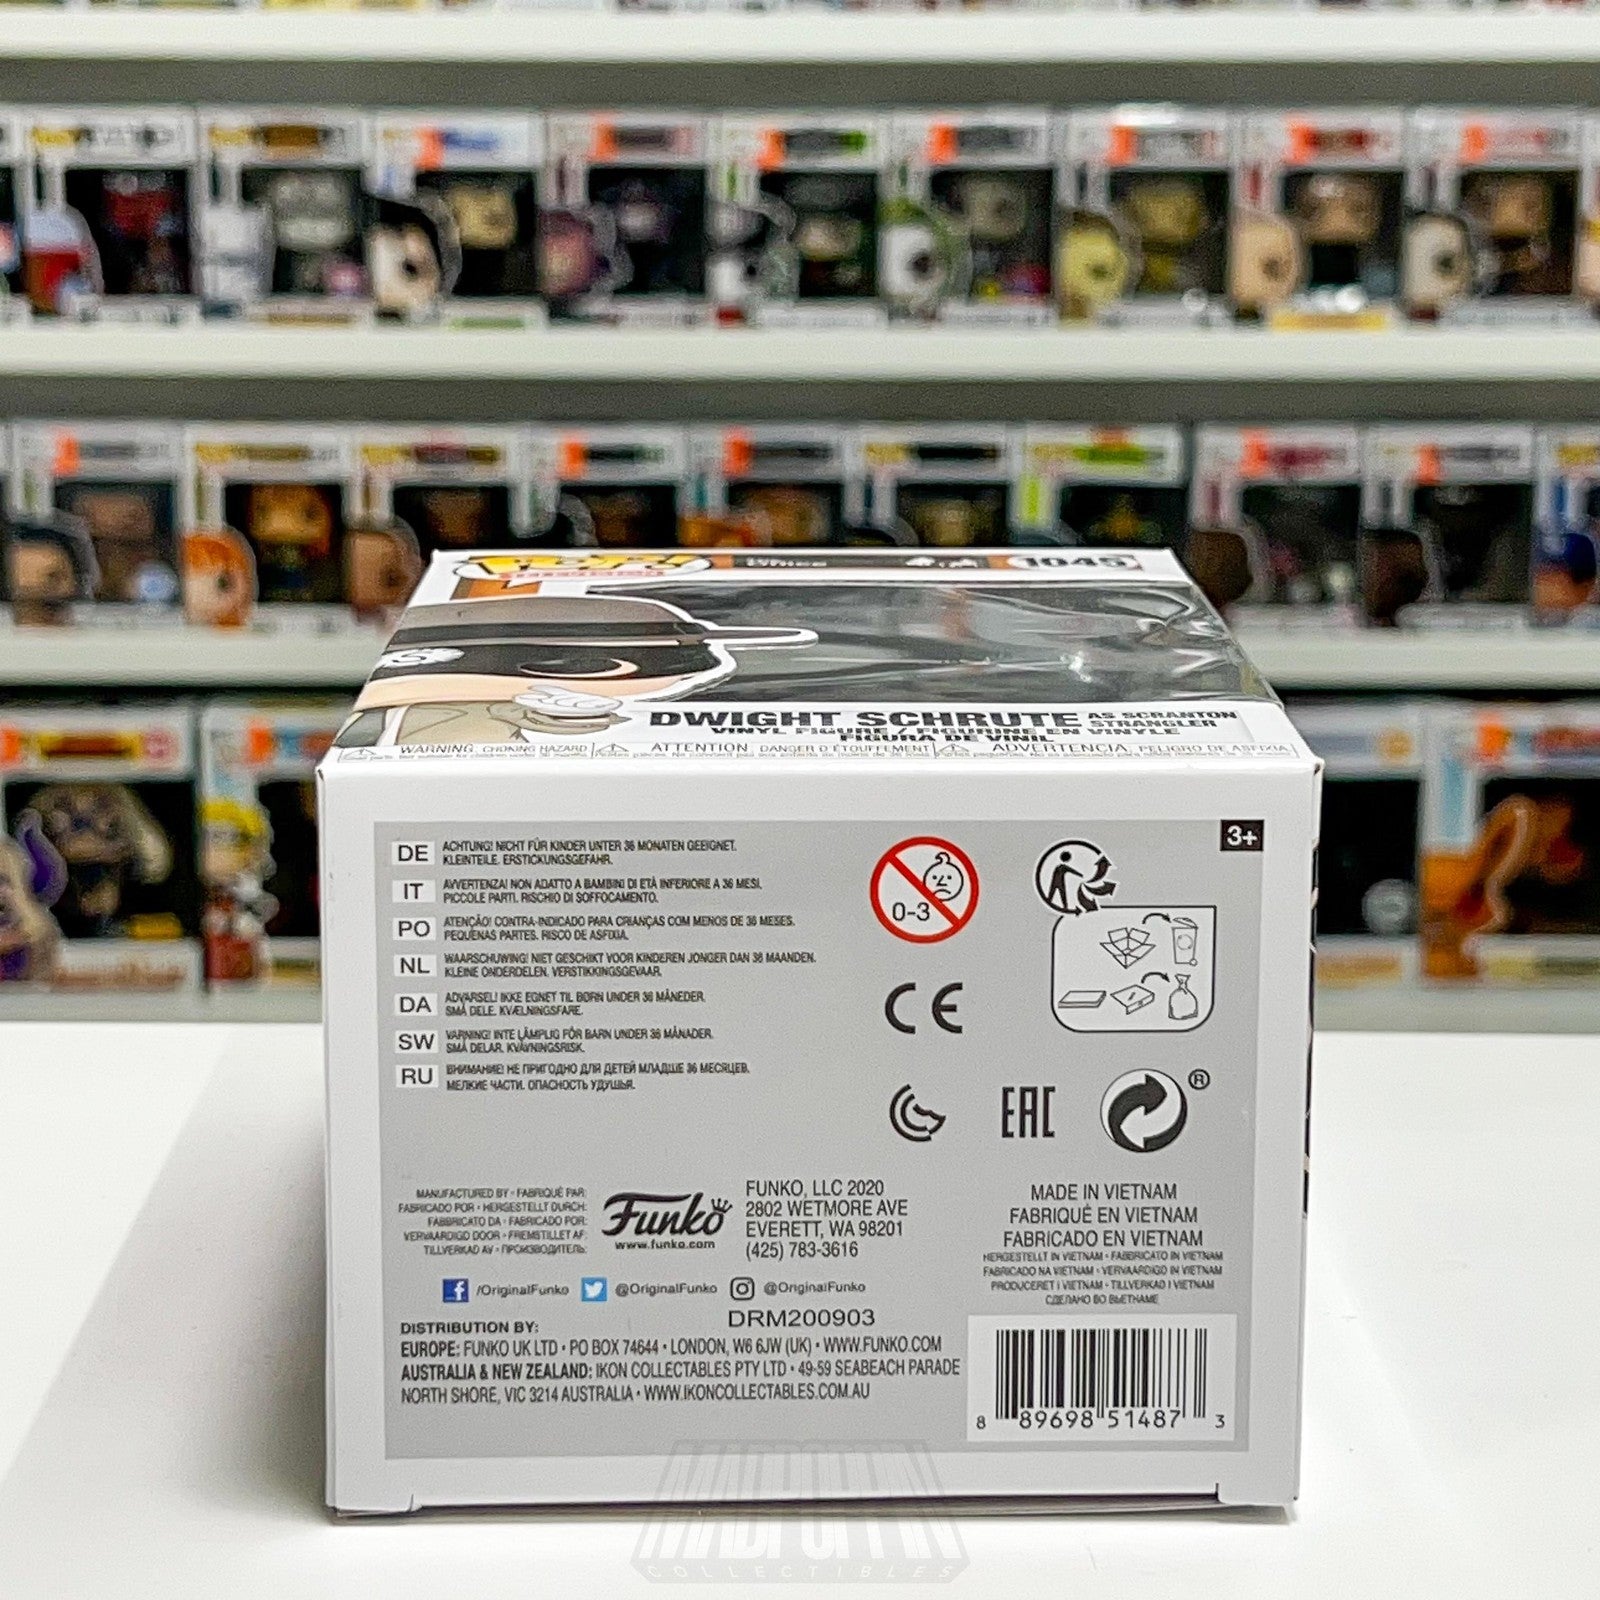 POP!
TELEVISION
THE OFFICE
1045
DWIGHT SCHRUTE AS SCRANTON STRANGLER
VINYL FIGURE / FIGURINE EN VINYLE
FIGURA DE VINIL
WARNING: CHOKING HAZARD ATTENTION DANGER D'ÉTOUFFEMENT ADVERTENCIA PELIGRO DE ASFIXIA
3+
DE ACHTUNG! NICHT FÜR KINDER UNTER 36 MONATEN GEEIGNET.
KLEINTEILE. ERSTICKUNGSGEFAHR.
IT AVVERTENZA! NON ADATTO A BAMBINI DI ETÀ INFERIORE A 36 MESI.
PICCOLE PARTI. RISCHIO DI SOFFOCAMENTO.
PO ATENÇÃO! CONTRA-INDICADO PARA CRIANÇAS COM MENOS DE 36 MESES.
PEQUENAS PARTES. RISCO DE ASFIXIA.
NL WAARSCHUWING! NIET GESCHIKT VOOR KINDEREN JONGER DAN 36 MAANDEN.
KLEINE ONDERDELEN. VERSTIKKINGSGEVAAR.
DA ADVARSEL! IKKE EGNET TIL BØRN UNDER 36 MÅNEDER.
SMÅ DELE. KVÆLNINGSFARE.
SW VARNING! INTE LÄMPLIG FÖR BARN UNDER 36 MÅNADER.
SMÅ DELAR. KVÄVNINGSRISK.
RU ВНИМАНИЕ! НЕ ПРИГОДНО ДЛЯ ДЕТЕЙ МЛАДШЕ 36 МЕСЯЦЕВ.
МЕЛКИЕ ЧАСТИ. ОПАСНОСТЬ УДУШЬЯ.
0-3
CE
EAC
®
MANUFACTURED BY • FABRIQUÉ PAR:
FABRICADO POR • HERGESTELLT DURCH:
FABBRICATO DA • FABRICADO POR:
VERVAARDIGD DOOR • FREMSTILLET AF:
TILLVERKAD AV • ПРОИЗВОДИТЕЛЬ:
Funko
www.funko.com
FUNKO, LLC 2020
2802 WETMORE AVE
EVERETT, WA 98201
(425) 783-3616
MADE IN VIETNAM
FABRIQUÉ EN VIETNAM
FABRICADO EN VIETNAM
HERGESTELLT IN VIETNAM • FABBRICATO IN VIETNAM
FABRICADO NA VIETNAM • VERVAARDIGD IN VIETNAM
PRODUCERET I VIETNAM • TILLVERKAD I VIETNAM
СДЕЛАНО ВО ВЬЕТНАМЕ
/OriginalFunko @OriginalFunko @OriginalFunko
DRM200903
DISTRIBUTION BY:
EUROPE: FUNKO UK LTD • PO BOX 74644 • LONDON, W6 6JW (UK) • WWW.FUNKO.COM
AUSTRALIA & NEW ZEALAND: IKON COLLECTABLES PTY LTD • 49-59 SEABEACH PARADE
NORTH SHORE, VIC 3214 AUSTRALIA • WWW.IKONCOLLECTABLES.COM.AU
8 89698 51487 3
COLLECTIBLES